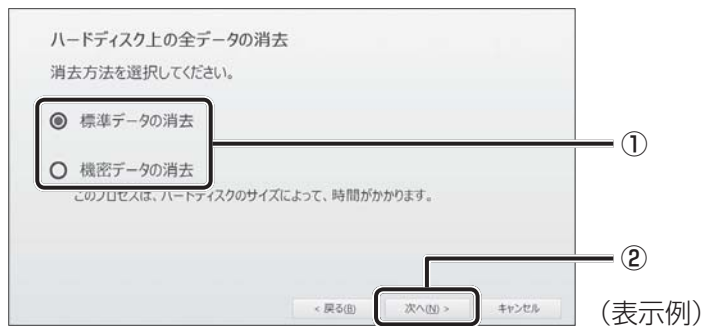 ハードディスク上の全データの消去
消去方法を選択してください。
標準データの消去
①
機密データの消去
このプロセスは、ハードディスクのサイズによって、時間がかかります。
②
< 戻る(B) 次へ(N) > キャンセル
（表示例）